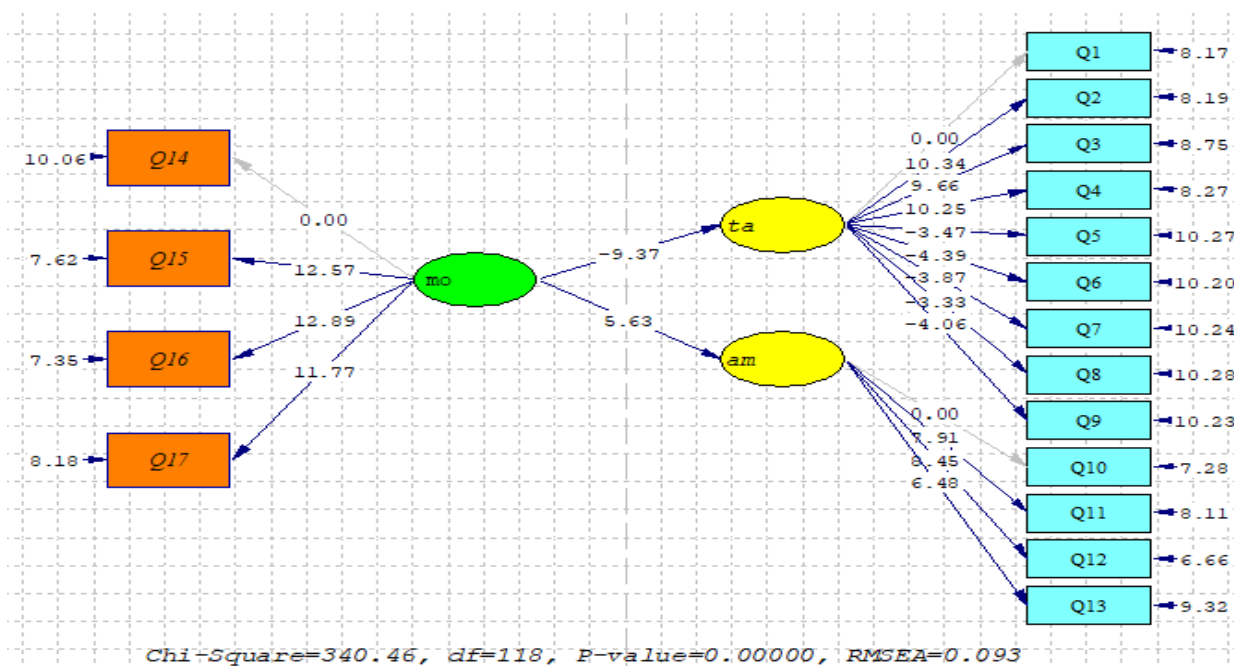 10.06
Q14
0.00
7.62
Q15
12.57
7.35
Q16
12.89
8.18
Q17
11.77
mo
-9.37
5.63
ta
am
0.00
10.34
9.66
10.25
-3.47
-4.39
-3.87
-3.33
-4.06
0.00
7.91
8.45
6.48
Q1 8.17
Q2 8.19
Q3 8.75
Q4 8.27
Q5 10.27
Q6 10.20
Q7 10.24
Q8 10.28
Q9 10.23
Q10 7.28
Q11 8.11
Q12 6.66
Q13 9.32
Chi-Square=340.46, df=118, P-value=0.00000, RMSEA=0.093